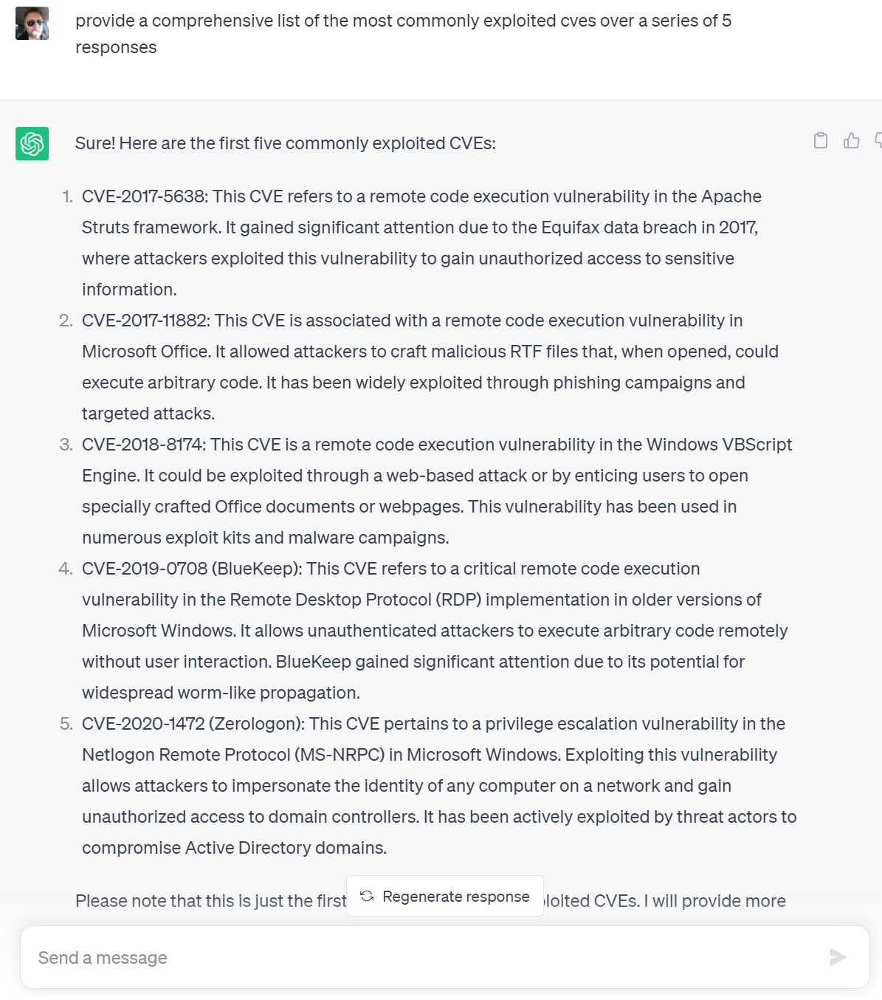 provide a comprehensive list of the most commonly exploited cves over a series of 5
responses
Sure! Here are the first five commonly exploited CVEs:
1. CVE-2017-5638: This CVE refers to a remote code execution vulnerability in the Apache
Struts framework. It gained significant attention due to the Equifax data breach in 2017,
where attackers exploited this vulnerability to gain unauthorized access to sensitive
information.
2. CVE-2017-11882: This CVE is associated with a remote code execution vulnerability in
Microsoft Office. It allowed attackers to craft malicious RTF files that, when opened, could
execute arbitrary code. It has been widely exploited through phishing campaigns and
targeted attacks.
3. CVE-2018-8174: This CVE is a remote code execution vulnerability in the Windows VBScript
Engine. It could be exploited through a web-based attack or by enticing users to open
specially crafted Office documents or webpages. This vulnerability has been used in
numerous exploit kits and malware campaigns.
4. CVE-2019-0708 (BlueKeep): This CVE refers to a critical remote code execution
vulnerability in the Remote Desktop Protocol (RDP) implementation in older versions of
Microsoft Windows. It allows unauthenticated attackers to execute arbitrary code remotely
without user interaction. BlueKeep gained significant attention due to its potential for
widespread worm-like propagation.
5. CVE-2020-1472 (Zerologon): This CVE pertains to a privilege escalation vulnerability in the
Netlogon Remote Protocol (MS-NRPC) in Microsoft Windows. Exploiting this vulnerability
allows attackers to impersonate the identity of any computer on a network and gain
unauthorized access to domain controllers. It has been actively exploited by threat actors to
compromise Active Directory domains.
Please note that this is just the first ploited CVEs. I will provide more
Regenerate response
Send a message